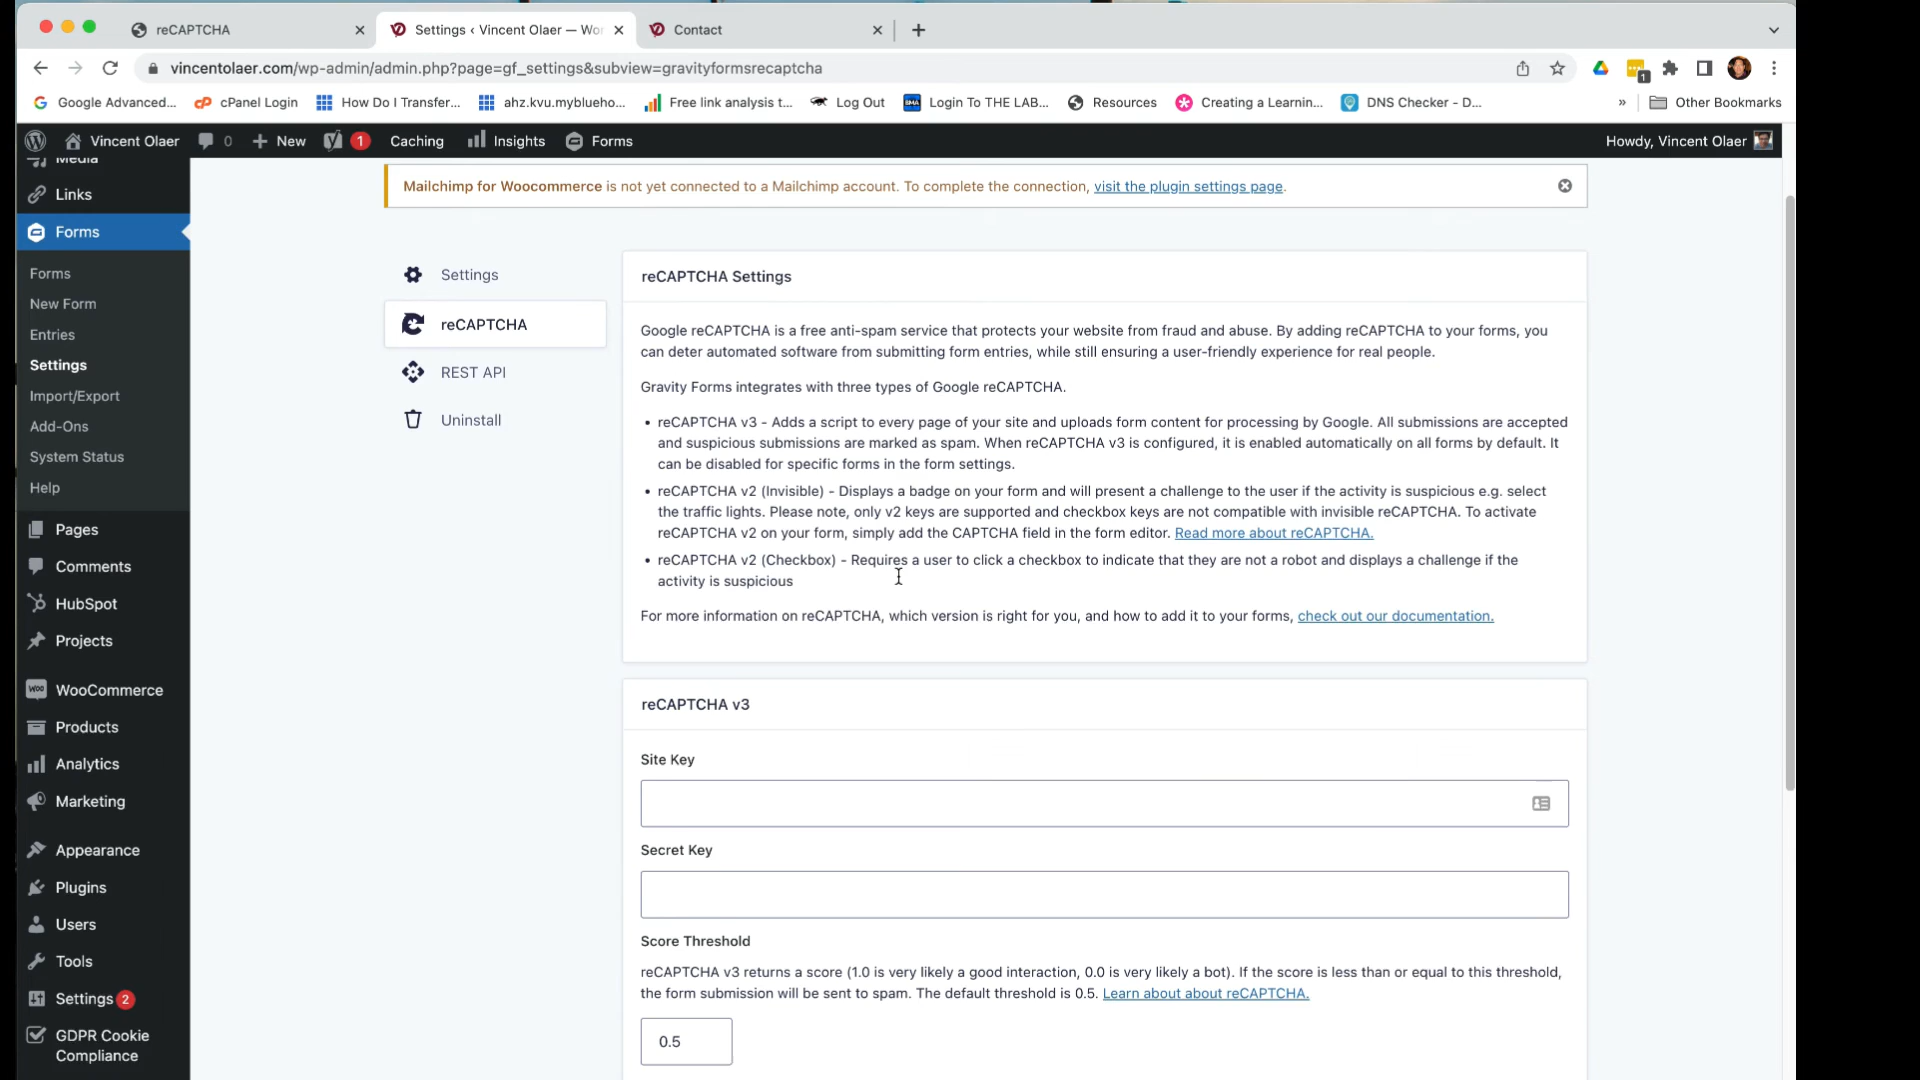 reCAPTCHA
Settings ‹ Vincent Olaer — Wor
Contact
vincentolaer.com/wp-admin/admin.php?page=gf_settings&subview=gravityformsrecaptcha
1
Google Advanced...
cPanel Login
How Do I Transfer...
ahz.kvu.myblueho...
Free link analysis t...
Log Out
Login To THE LAB...
Resources
Creating a Learnin...
DNS Checker - D...
»
Other Bookmarks
Vincent Olaer
0
New
1
Caching
Insights
Forms
Howdy, Vincent Olaer
Media
Links
Forms
Forms
New Form
Entries
Settings
Import/Export
Add-Ons
System Status
Help
Pages
Comments
HubSpot
Projects
WooCommerce
Products
Analytics
Marketing
Appearance
Plugins
Users
Tools
Settings 2
GDPR Cookie
Compliance
Mailchimp for Woocommerce is not yet connected to a Mailchimp account. To complete the connection, visit the plugin settings page.
Settings
reCAPTCHA
REST API
Uninstall
reCAPTCHA Settings
Google reCAPTCHA is a free anti-spam service that protects your website from fraud and abuse. By adding reCAPTCHA to your forms, you
can deter automated software from submitting form entries, while still ensuring a user-friendly experience for real people.
Gravity Forms integrates with three types of Google reCAPTCHA.
• reCAPTCHA v3 - Adds a script to every page of your site and uploads form content for processing by Google. All submissions are accepted
and suspicious submissions are marked as spam. When reCAPTCHA v3 is configured, it is enabled automatically on all forms by default. It
can be disabled for specific forms in the form settings.
• reCAPTCHA v2 (Invisible) - Displays a badge on your form and will present a challenge to the user if the activity is suspicious e.g. select
the traffic lights. Please note, only v2 keys are supported and checkbox keys are not compatible with invisible reCAPTCHA. To activate
reCAPTCHA v2 on your form, simply add the CAPTCHA field in the form editor. Read more about reCAPTCHA.
• reCAPTCHA v2 (Checkbox) - Requires a user to click a checkbox to indicate that they are not a robot and displays a challenge if the
activity is suspicious
For more information on reCAPTCHA, which version is right for you, and how to add it to your forms, check out our documentation.
reCAPTCHA v3
Site Key
Secret Key
Score Threshold
reCAPTCHA v3 returns a score (1.0 is very likely a good interaction, 0.0 is very likely a bot). If the score is less than or equal to this threshold,
the form submission will be sent to spam. The default threshold is 0.5. Learn about about reCAPTCHA.
0.5